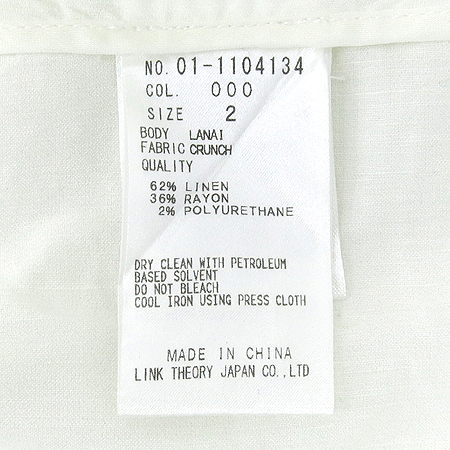 NO. 01-1104134
COL. 000
SIZE 2
BODY LANAI
FABRIC CRUNCH
QUALITY
62% LINEN
36% RAYON
2% POLYURETHANE
DRY CLEAN WITH PETROLEUM
BASED SOLVENT
DO NOT BLEACH
COOL IRON USING PRESS CLOTH
MADE IN CHINA
LINK THEORY JAPAN CO.,LTD